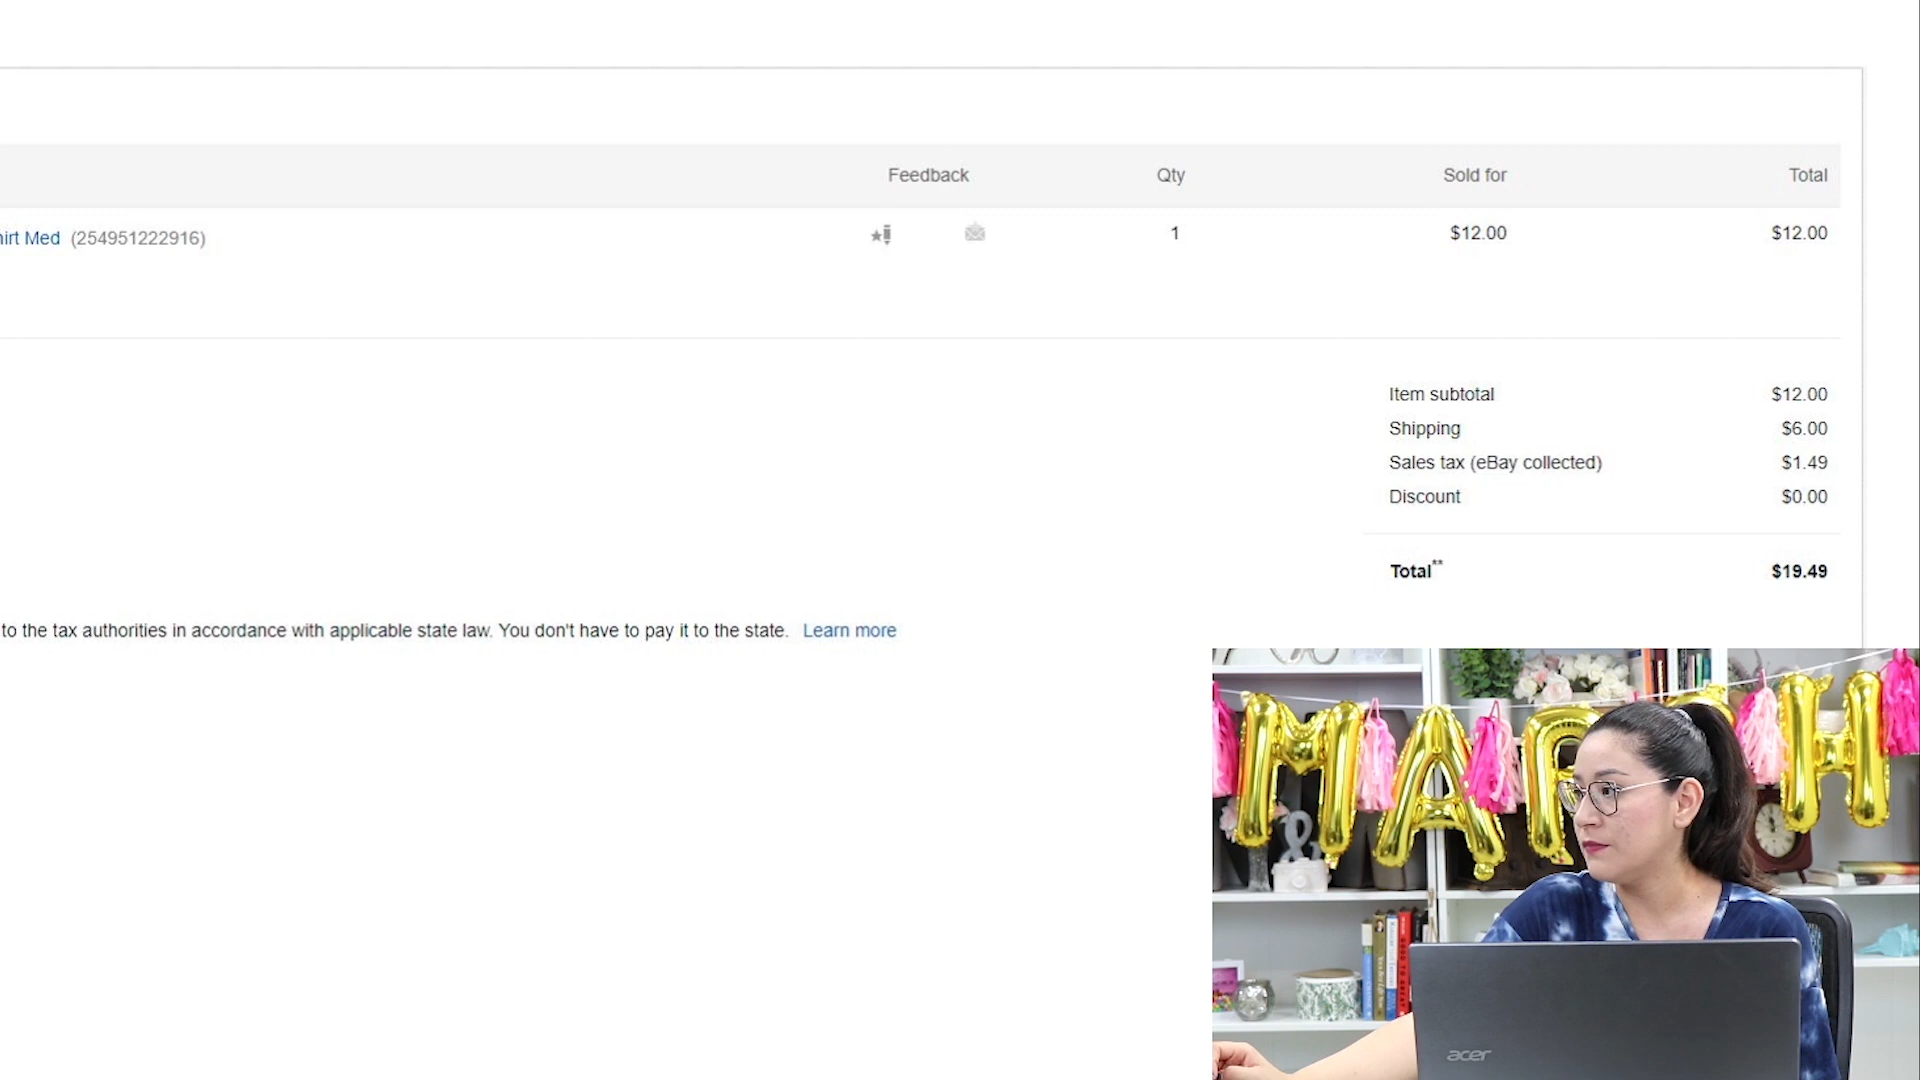 Feedback Qty Sold for Total
hirt Med (254951222916) 1 $12.00 $12.00
Item subtotal $12.00
Shipping $6.00
Sales tax (eBay collected) $1.49
Discount $0.00
Total** $19.49
to the tax authorities in accordance with applicable state law. You don't have to pay it to the state. Learn more
MAR H
&
acer